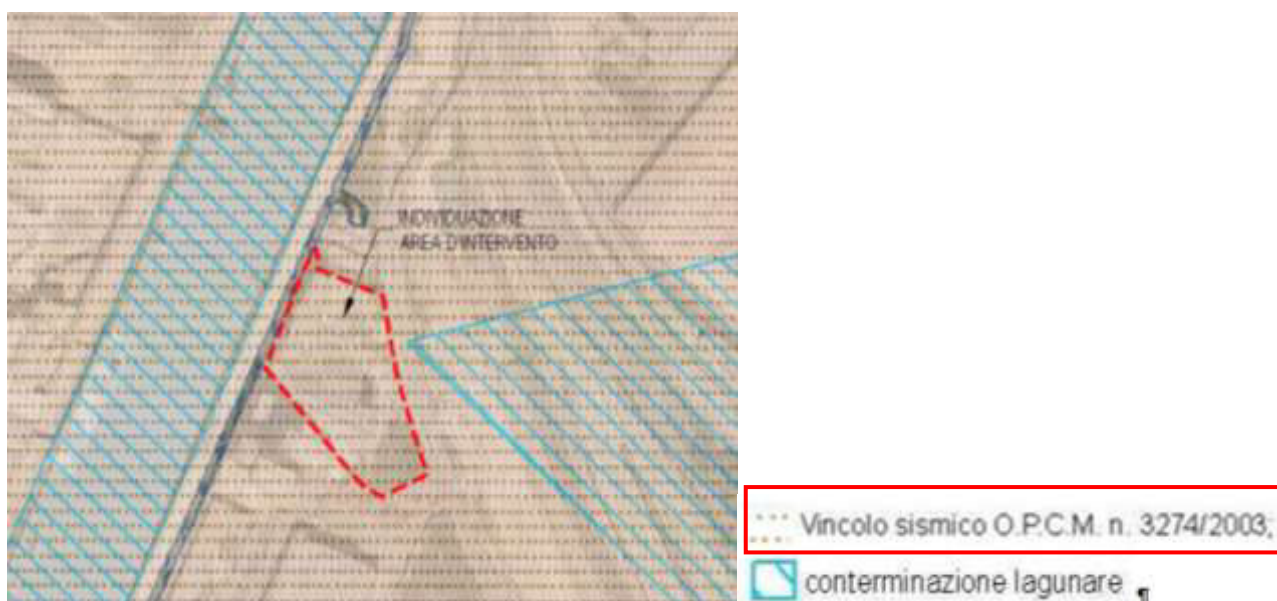 INDIVIDUAZIONE
AREA D'INTERVENTO
Vincolo sismico O.P.C.M. n. 3274/2003;
conterminazione lagunare ¶